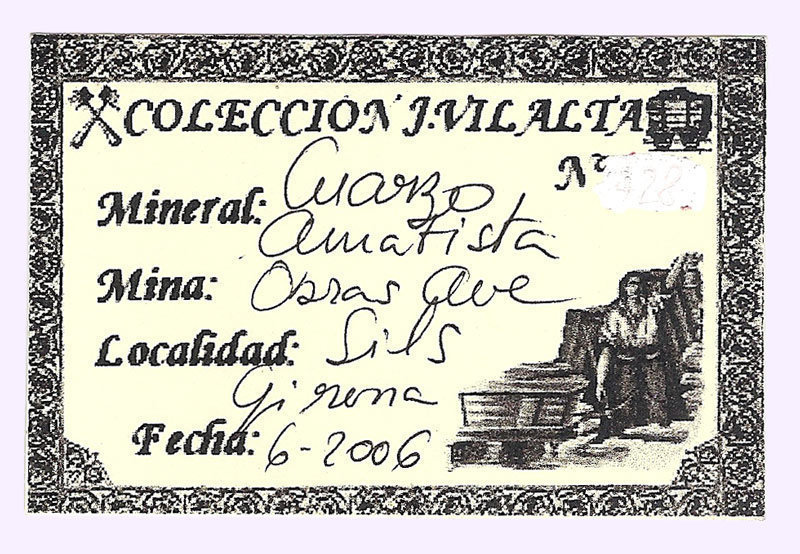 COLECCIÓN J.VILALTA
Nº
Mineral: Cuarzo
amatista
Mina: Obras Ave
Localidad: Sils
Girona
Fecha: 6-2006